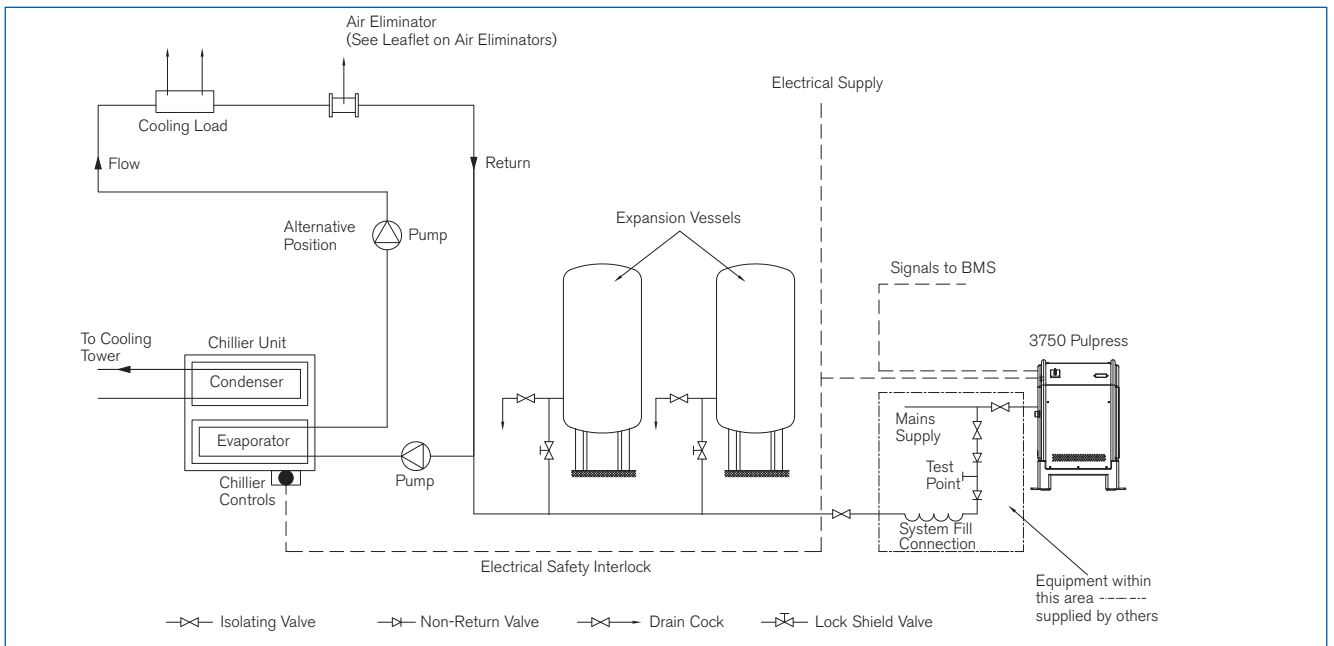 Air Eliminator
(See Leaflet on Air Eliminators)
Electrical Supply
Cooling Load
Flow
Return
Expansion Vessels
Alternative
Position
Pump
Signals to BMS
To Cooling
Tower
Chillier Unit
3750 Pulpress
Condenser
Mains
Supply
Evaporator
Test
Point
Pump
Chillier
Controls
System Fill
Connection
Electrical Safety Interlock
Equipment within
this area
supplied by others
Isolating Valve
Non-Return Valve
Drain Cock
Lock Shield Valve